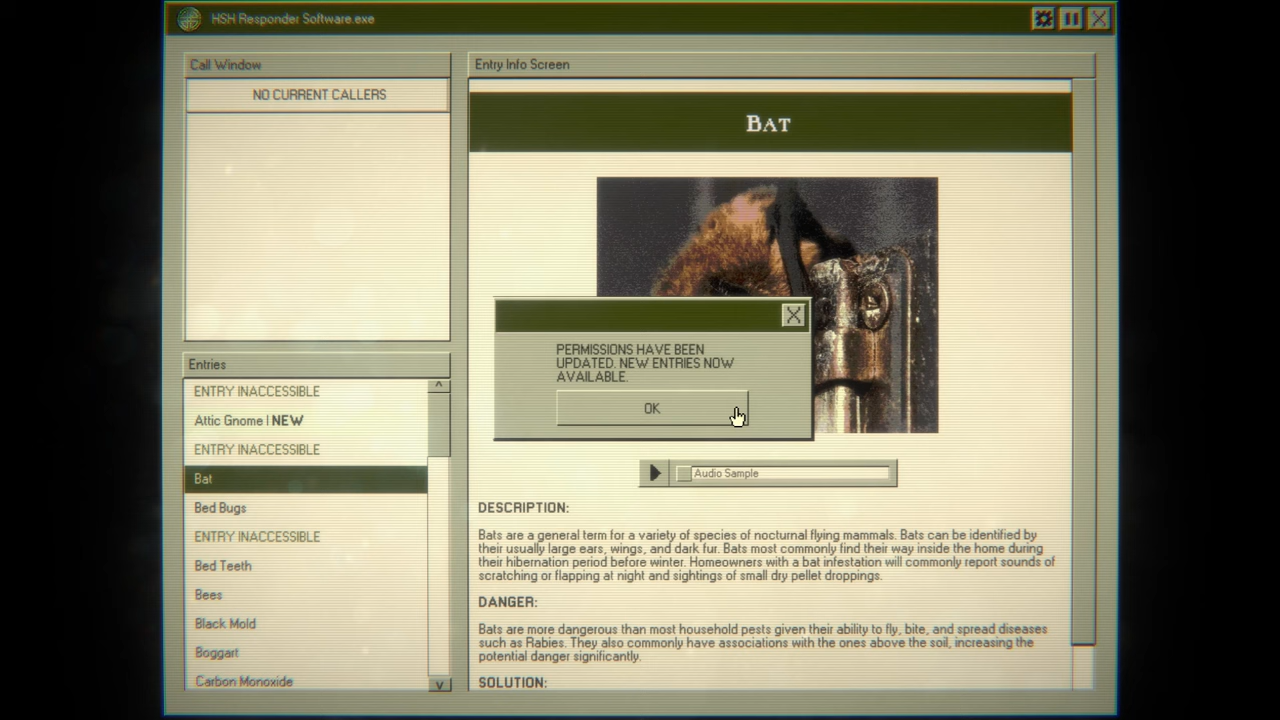 HSH Responder Software.exe
Call Window
NO CURRENT CALLERS
Entries
ENTRY INACCESSIBLE
Attic Gnome | NEW
ENTRY INACCESSIBLE
Bat
Bed Bugs
ENTRY INACCESSIBLE
Bed Teeth
Bees
Black Mold
Boggart
Carbon Monoxide
Entry Info Screen
BAT
PERMISSIONS HAVE BEEN
UPDATED. NEW ENTRIES NOW
AVAILABLE.
OK
Audio Sample
DESCRIPTION:
Bats are a general term for a variety of species of nocturnal flying mammals. Bats can be identified by
their usually large ears, wings, and dark fur. Bats most commonly find their way inside the home during
their hibernation period before winter. Homeowners with a bat infestation will commonly report sounds of
scratching or flapping at night and sightings of small dry pellet droppings.
DANGER:
Bats are more dangerous than most household pests given their ability to fly, bite, and spread diseases
such as Rabies. They also commonly have associations with the ones above the soil, increasing the
potential danger significantly.
SOLUTION: